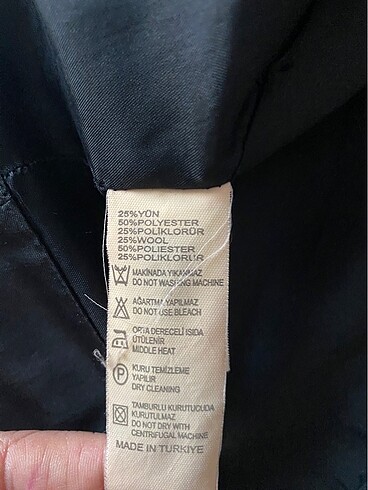 25%YÜN
50%POLYESTER
25%POLİKLORÜR
25%WOOL
50%POLIESTER
25%POLIKLORUR
MAKİNADA YIKANMAZ
DO NOT WASHING MACHINE
AĞARTMA YAPILMAZ
DO NOT USE BLEACH
ORTA DERECELİ ISIDA
ÜTÜLENİR
MIDDLE HEAT
P
KURU TEMİZLEME
YAPILIR
DRY CLEANING
TAMBURLU KURUTUCUDA
KURUTULMAZ
DO NOT DRY WITH
CENTRIFUGAL MACHINE
MADE IN TURKIYE